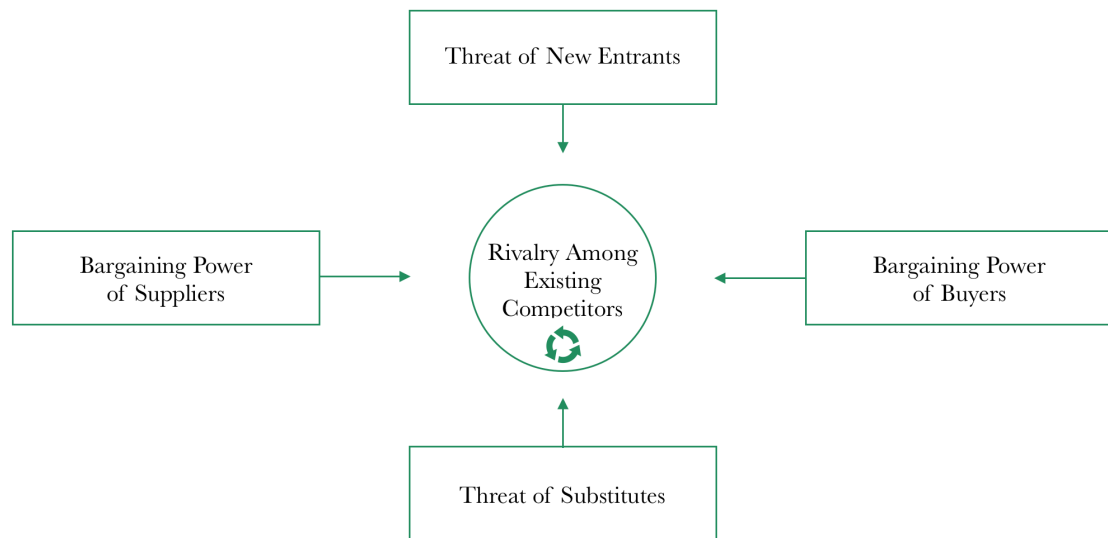 Threat of New Entrants
Bargaining Power
of Suppliers
Rivalry Among
Existing
Competitors
Bargaining Power
of Buyers
Threat of Substitutes